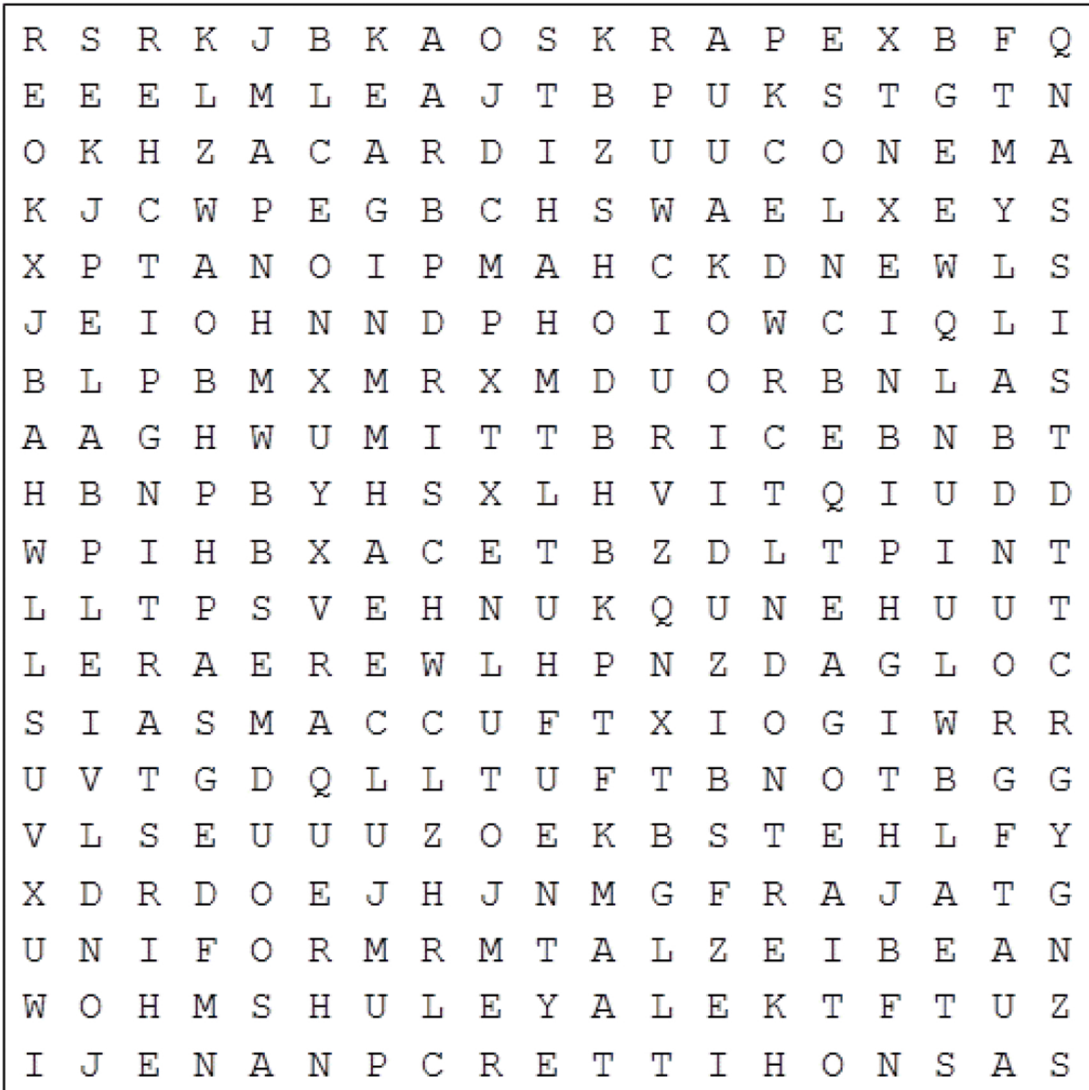 R S R K J B K A O S K R A P E X B F Q
E E E L M L E A J T B P U K S T G T N
O K H Z A C A R D I Z U U C O N E M A
K J C W P E G B C H S W A E L X E Y S
X P T A N O I P M A H C K D N E W L S
J E I O H N N D P H O I O W C I Q L I
B L P B M X M R X M D U O R B N L A S
A A G H W U M I T T B R I C E B N B T
H B N P B Y H S X L H V I T Q I U D D
W P I H B X A C E T B Z D L T P I N T
L L T P S V E H N U K Q U N E H U U T
L E R A E R E W L H P N Z D A G L O C
S I A S M A C C U F T X I O G I W R R
U V T G D Q L L T U F T B N O T B G G
V L S E U U U Z O E K B S T E H L F Y
X D R D O E J H J N M G F R A J A T G
U N I F O R M R M T A L Z E I B E A N
W O H M S H U L E Y A L E K T F T U Z
I J E N A N P C R E T T I H O N S A S